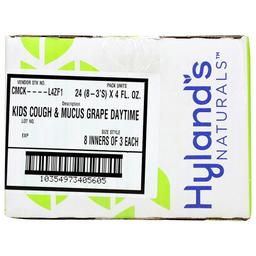 VENDOR STK NO.
PACK UNITS
CMCK-----L4ZF1
24 (8-3'S) X 4 FL. OZ.
Description
KIDS COUGH & MUCUS GRAPE DAYTIME
LOT NO.
EXP
SIZE STYLE
8 INNERS OF 3 EACH
10354973405605
Hyland's
NATURALS™